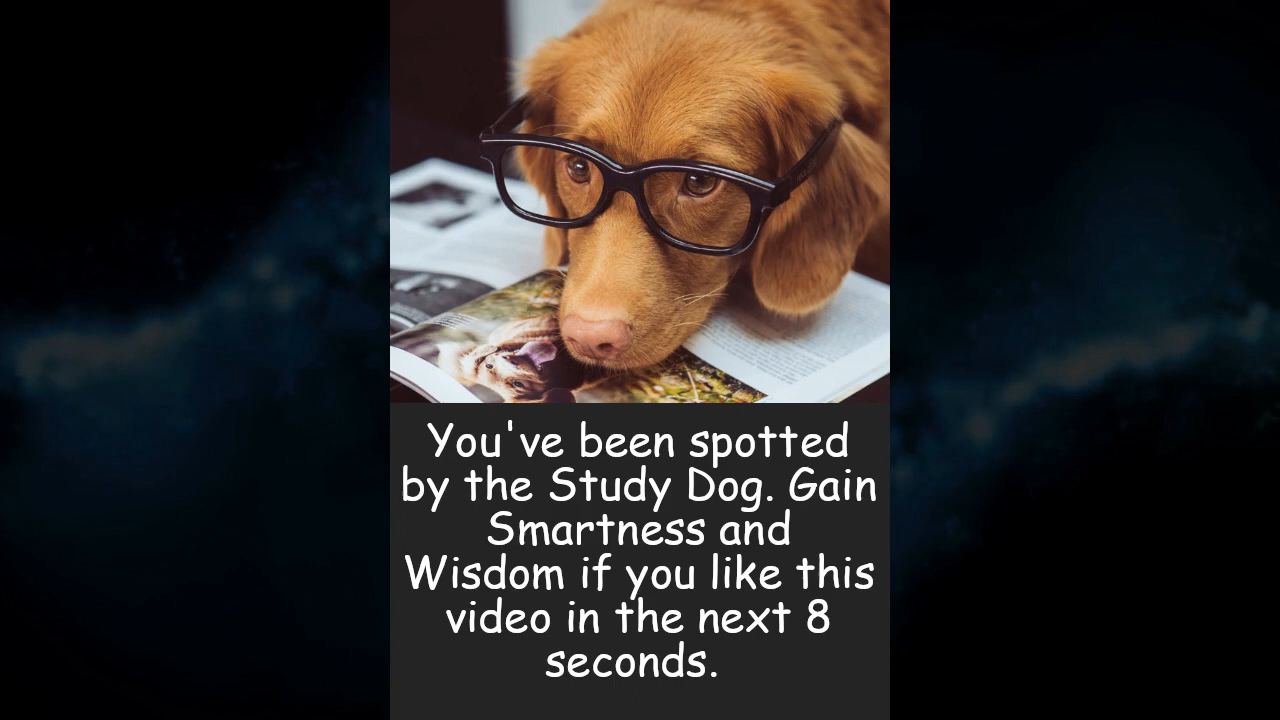 You've been spotted
by the Study Dog. Gain
Smartness and
Wisdom if you like this
video in the next 8
seconds.